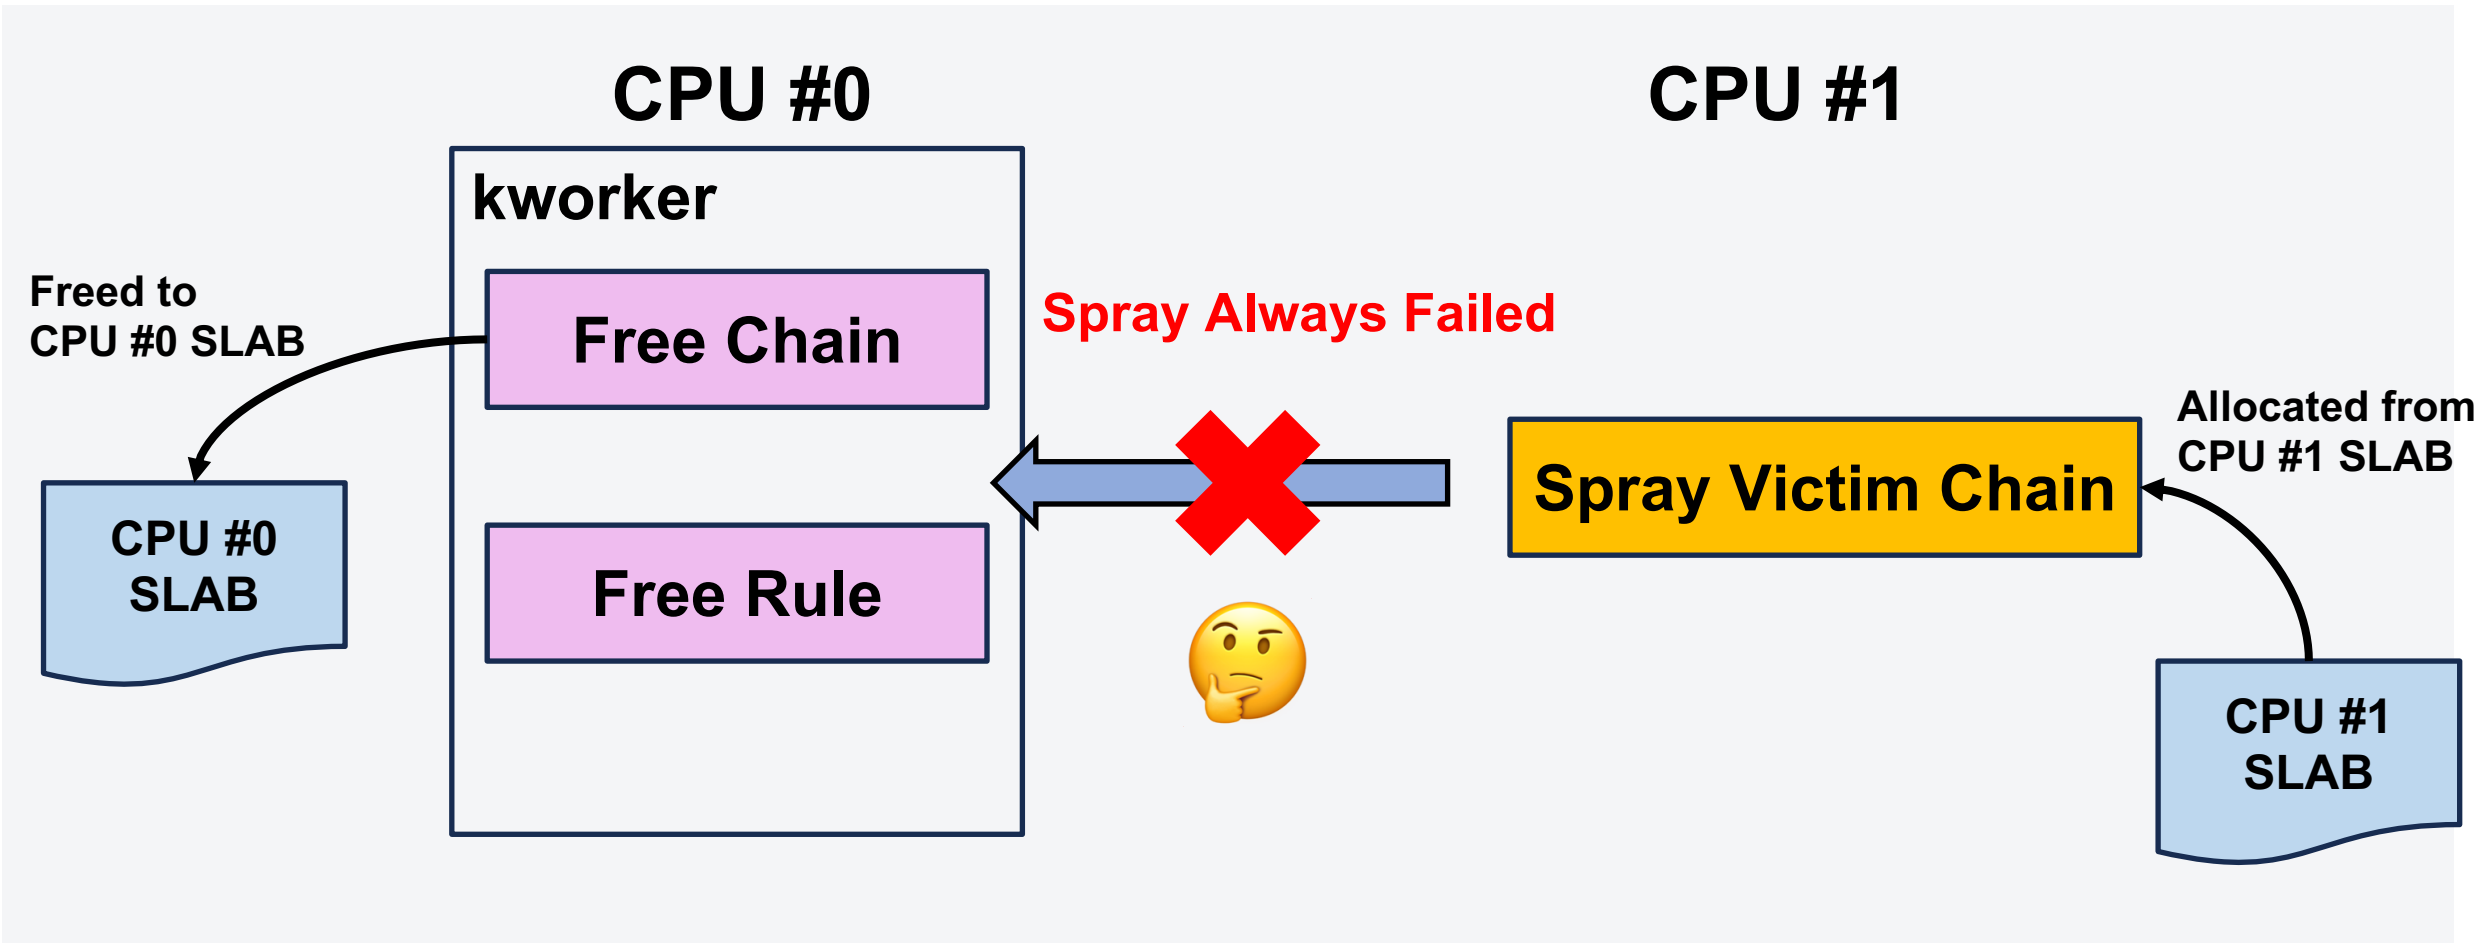 CPU #0
CPU #1
kworker
Freed to
CPU #0 SLAB
Free Chain
Spray Always Failed
Allocated from
CPU #1 SLAB
Spray Victim Chain
CPU #0
SLAB
Free Rule
CPU #1
SLAB